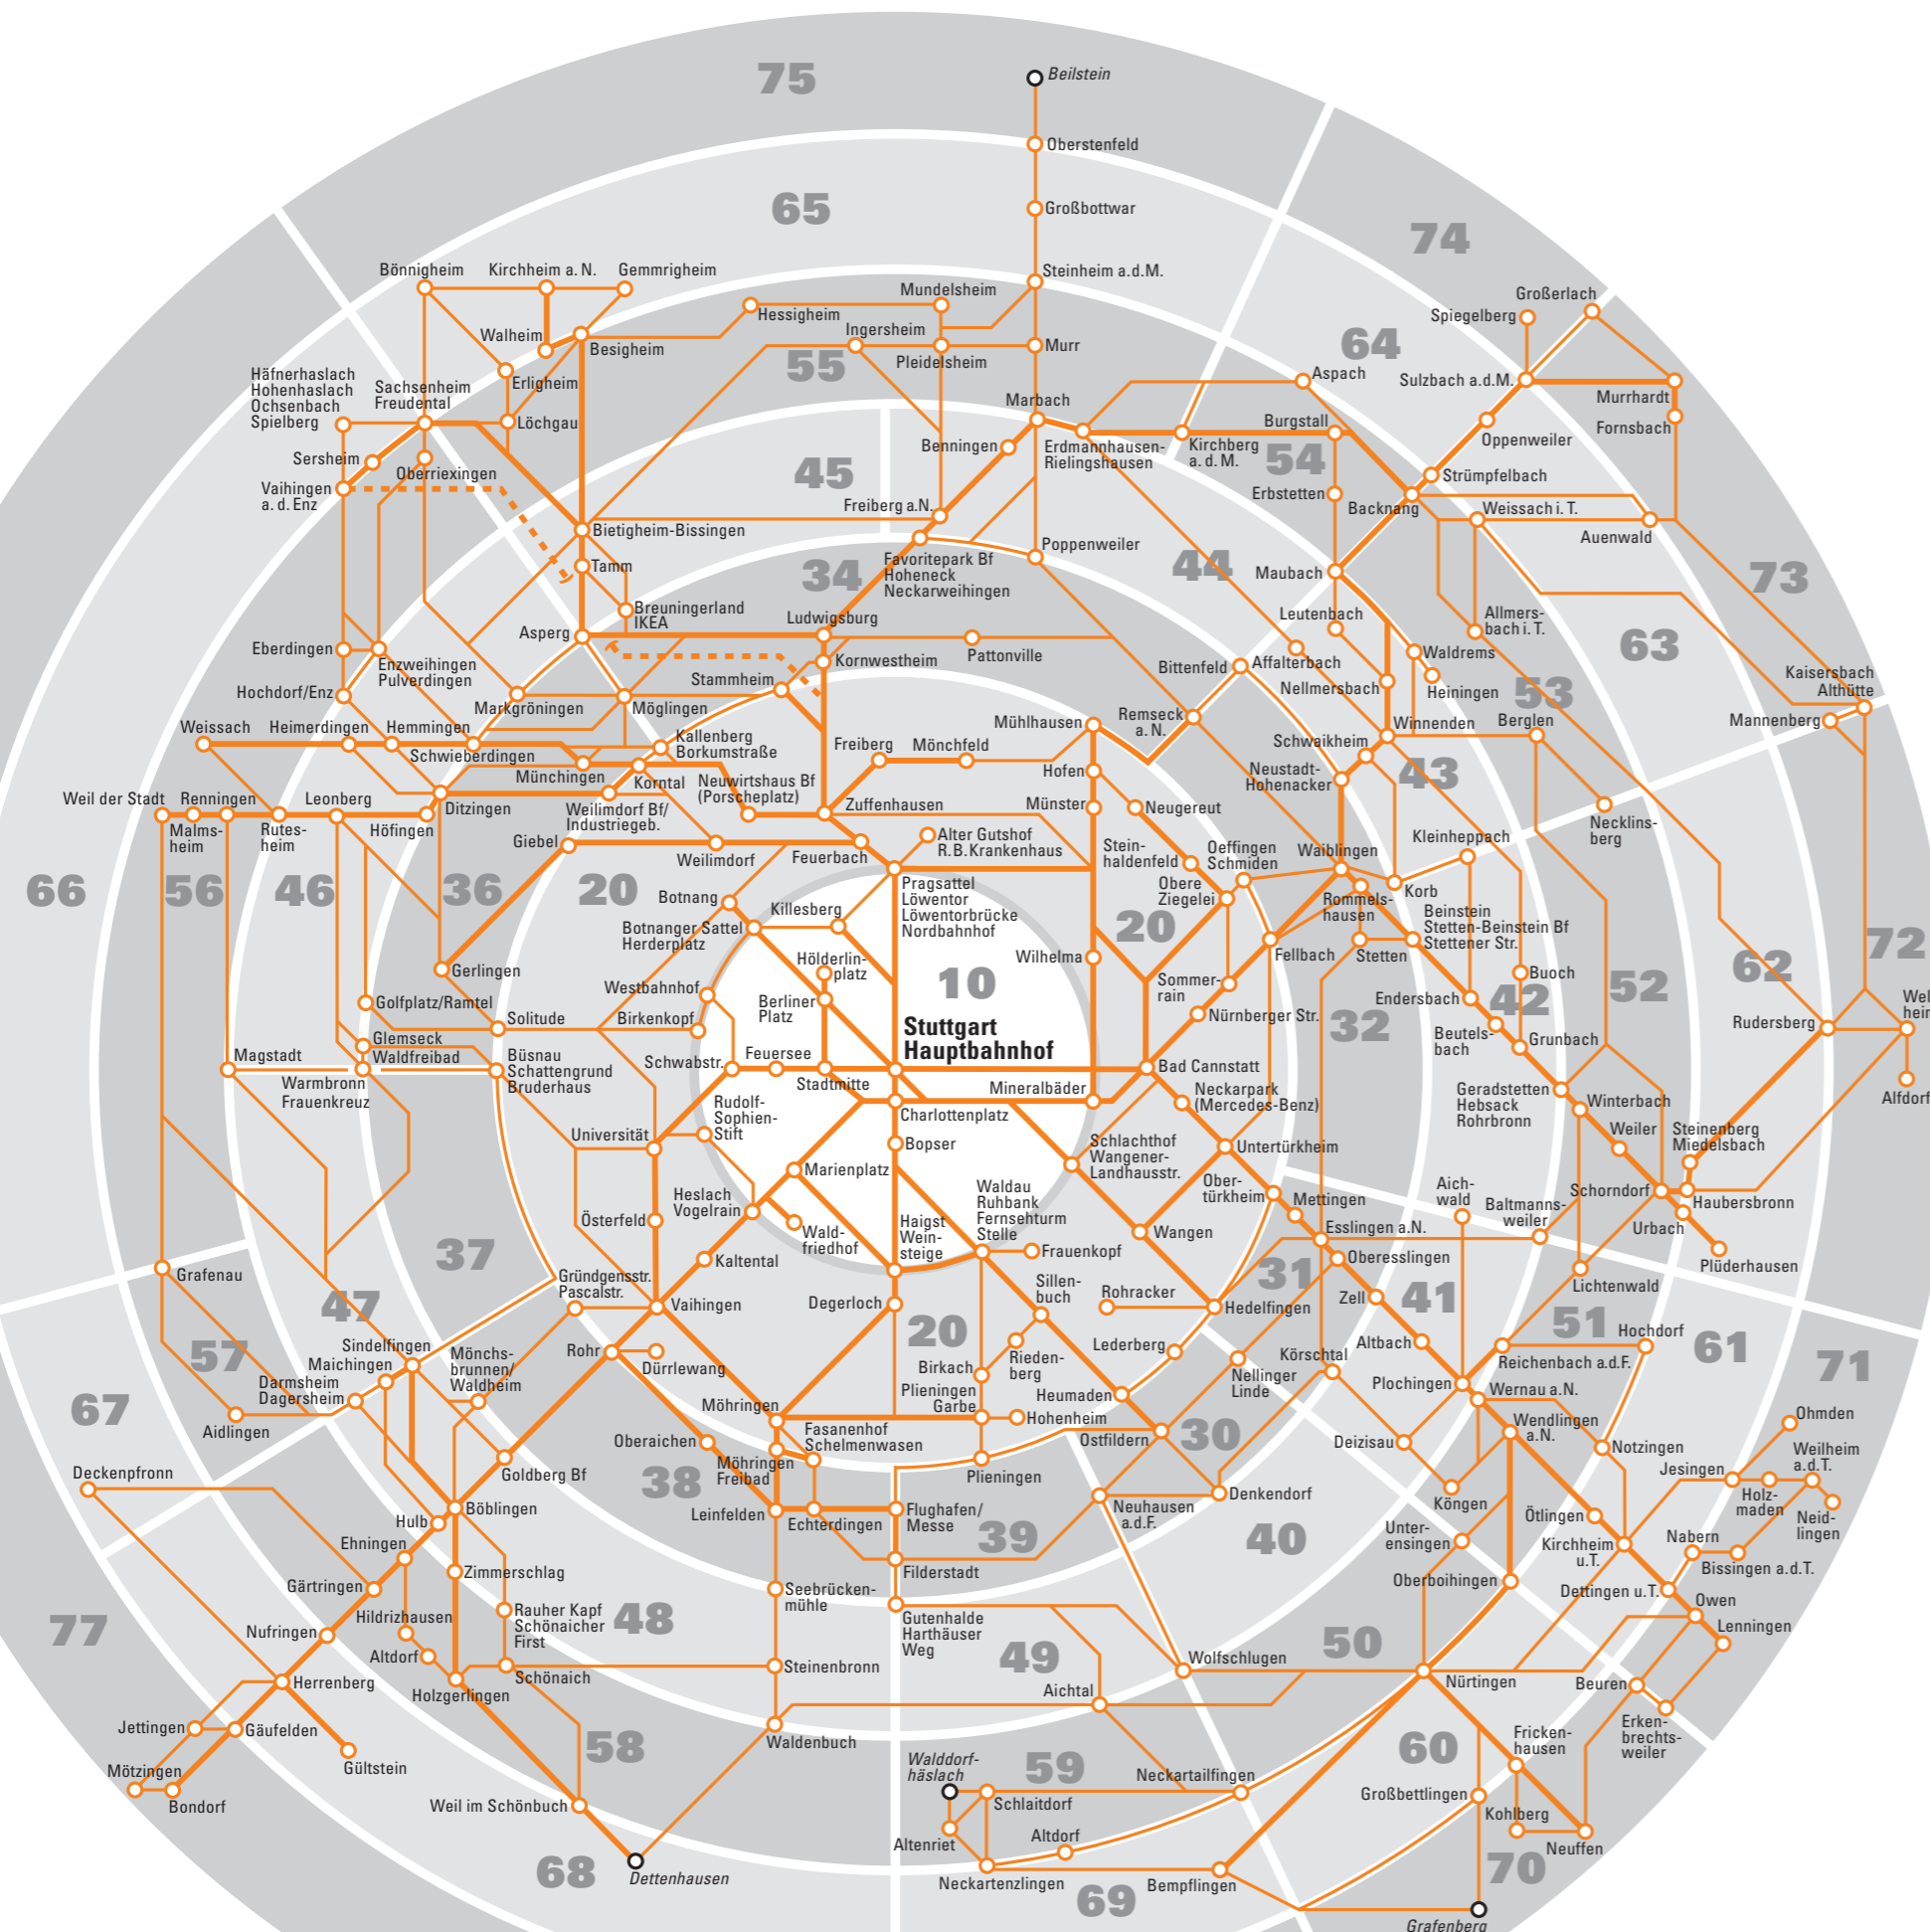 75
Beilstein
Oberstenfeld
65
Großbottwar
74
Bönnigheim
Kirchheim a. N.
Gemmrigheim
Steinheim a.d.M.
Mundelsheim
Hessigheim
Großerlach
Spiegelberg
Walheim
Besigheim
Ingersheim
Pleidelsheim
Murr
64
55
Häfnerhaslach
Hohenhaslach
Ochsenbach
Spielberg
Sachsenheim
Freudental
Erligheim
Löchgau
Aspach
Sulzbach a.d.M.
Murrhardt
Fornsbach
Marbach
Burgstall
Oppenweiler
Benningen
Erdmannhausen-
Rielingshausen
Kirchberg
a. d. M.
54
Sersheim
Oberriexingen
45
Strümpfelbach
Vaihingen
a. d. Enz
Freiberg a.N.
Erbstetten
Backnang
Weissach i. T.
Auenwald
Bietigheim-Bissingen
Tamm
34
Favoritepark Bf
Hoheneck
Neckarweihingen
Poppenweiler
44
Maubach
73
Breuningerland
IKEA
Asperg
Ludwigsburg
Leutenbach
Allmers-
bach i. T.
63
Eberdingen
Enzweihingen
Pulverdingen
Kornwestheim
Pattonville
Bittenfeld
Affalterbach
Waldrems
Heiningen
53
Kaisersbach
Althütte
Mannenberg
Hochdorf/Enz
Markgröningen
Möglingen
Stammheim
Nellmersbach
Weissach
Heimerdingen
Hemmingen
Schwieberdingen
Kallenberg
Borkumstraße
Mühlhausen
Remseck
a. N.
Winnenden
Berglen
Freiberg
Mönchfeld
Schwaikheim
43
Münchingen
Korntal
Neuwirtshaus Bf
(Porscheplatz)
Hofen
Neustadt-
Hohenacker
Weil der Stadt
Renningen
Leonberg
Ditzingen
Malms-
heim
Rutes-
heim
Höfingen
Weilimdorf Bf/
Industriegeb.
Zuffenhausen
Münster
Neugereut
Necklins-
berg
Giebel
Weilimdorf
Feuerbach
Alter Gutshof
R.B.Krankenhaus
Stein-
haldenfeld
Oeffingen
Schmiden
Waiblingen
Kleinheppach
66
56
46
36
20
Botnang
Killesberg
Pragsattel
Löwentor
Löwentorbrücke
Nordbahnhof
Obere
Ziegelei
20
Rommels-
hausen
Korb
Beinstein
Stetten-Beinstein Bf
Stettener Str.
Botnanger Sattel
Herderplatz
Fellbach
Stetten
72
Gerlingen
Hölderlin-
platz
10
Wilhelma
Sommer-
rain
Buoch
52
62
Golfplatz/Ramtel
Westbahnhof
Berliner
Platz
Stuttgart
Hauptbahnhof
Nürnberger Str.
Endersbach
42
Rudersberg
Solitude
Birkenkopf
32
Beutels-
bach
Grunbach
Glemseck
Waldfreibad
Magstadt
Warmbronn
Frauenkreuz
Büsnau
Schattengrund
Bruderhaus
Schwabstr.
Feuersee
Stadtmitte
Mineralbäder
Bad Cannstatt
Neckarpark
(Mercedes-Benz)
Geradstetten
Hebsack
Rohrbronn
Winterbach
Rudolf-
Sophien-
Stift
Charlottenplatz
Universität
Bopser
Schlachthof
Wangener-
Landhausstr.
Untertürkheim
Weiler
Steinenberg
Miedelsbach
Marienplatz
Ober-
türkheim
Mettingen
Aich-
wald
Baltmanns-
weiler
Schorndorf
Haubersbronn
Urbach
Heslach
Vogelrain
Österfeld
Wald-
friedhof
Haigst
Wein-
steige
Waldau
Ruhbank
Fernsehturm
Stelle
Frauenkopf
Wangen
Esslingen a.N.
Oberesslingen
Plüderhausen
37
Kaltental
Grafenau
Gründgensstr.
Pascalstr.
Vaihingen
Degerloch
Sillen-
buch
Rohracker
Hedelfingen
31
Zell
41
Lichtenwald
47
57
20
51
Hochdorf
61
71
Sindelfingen
Maichingen
Mönchs-
brunnen/
Waldheim
Rohr
Dürrlewang
Birkach
Rieden-
berg
Lederberg
Nellinger
Linde
Körschtal
Altbach
Reichenbach a.d.F.
Darmsheim
Dagersheim
67
Aidlingen
Möhringen
Plieningen
Garbe
Heumaden
Plochingen
Wernau a.N.
Hohenheim
Fasanenhof
Schelmenwasen
Ostfildern
30
Deizisau
Wendlingen
a.N.
Ohmden
Oberaichen
Möhringen
Freibad
Plieningen
Notzingen
Weilheim
a.d.T.
Deckenpfronn
Goldberg Bf
38
Jesingen
Holz-
maden
Neid-
lingen
Böblingen
Hulb
Leinfelden
Echterdingen
Flughafen/
Messe
39
Neuhausen
a.d.F.
Denkendorf
Köngen
Ötlingen
40
Unter-
ensingen
Kirchheim
u.T.
Nabern
Bissingen a.d.T.
Ehningen
Zimmerschlag
Filderstadt
Gärtringen
Seebrücken-
mühle
Oberboihingen
Dettingen u.T.
Owen
Lenningen
Hildrizhausen
Rauher Kapf
Schönaicher
First
48
Gutenhalde
Harthäuser
Weg
77
Nufringen
Altdorf
49
50
Herrenberg
Schönaich
Holzgerlingen
Steinenbronn
Wolfschlugen
Nürtingen
Beuren
Aichtal
Jettingen
Gäufelden
Erken-
brechts-
weiler
58
Waldenbuch
Fricken-
hausen
60
Gültstein
Mötzingen
Bondorf
Walddorf-
häslach
59
Neckartailfingen
Weil im Schönbuch
Schlaitdorf
Großbettlingen
Kohlberg
Neuffen
Altenriet
Altdorf
68
Dettenhausen
Neckartenzlingen
69
Bempflingen
70
Grafenberg